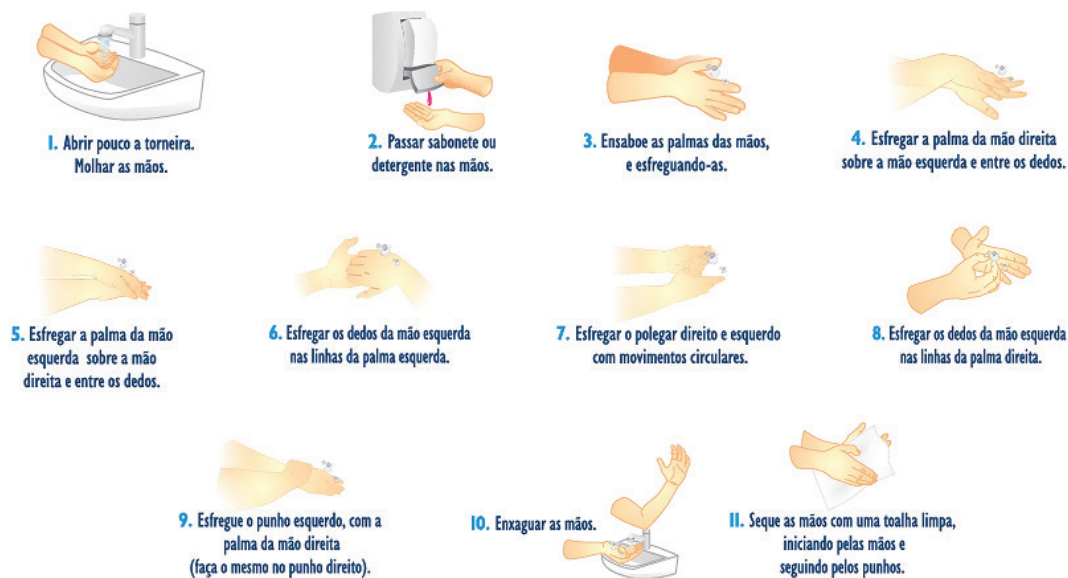 1. Abrir pouco a torneira.
Molhar as mãos.
2. Passar sabonete ou
detergente nas mãos.
3. Ensaboe as palmas das mãos,
e esfreguando-as.
4. Esfregar a palma da mão direita
sobre a mão esquerda e entre os dedos.
5. Esfregar a palma da mão
esquerda sobre a mão
direita e entre os dedos.
6. Esfregar os dedos da mão esquerda
nas linhas da palma esquerda.
7. Esfregar o polegar direito e esquerdo
com movimentos circulares.
8. Esfregar os dedos da mão esquerda
nas linhas da palma direita.
9. Esfregue o punho esquerdo, com a
palma da mão direita
(faça o mesmo no punho direito).
10. Enxaguar as mãos.
11. Seque as mãos com uma toalha limpa,
iniciando pelas mãos e
seguindo pelos punhos.